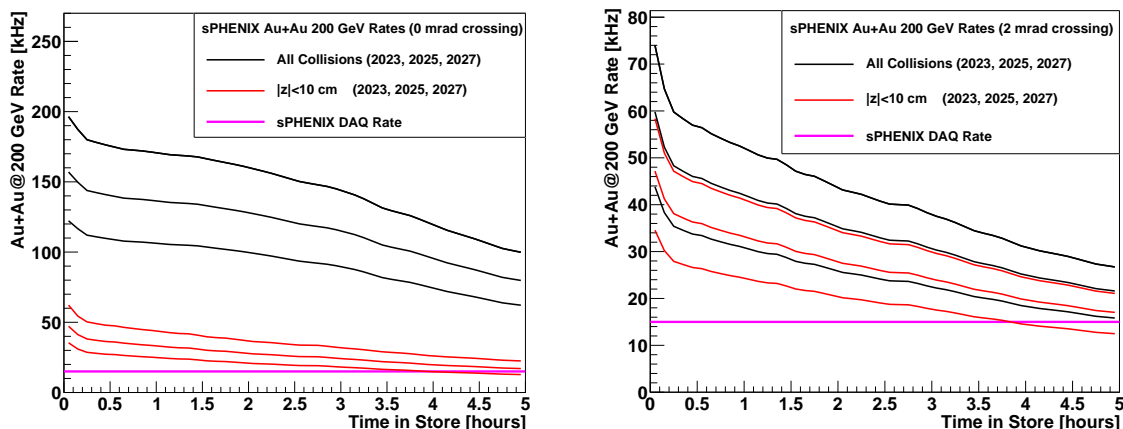 sPHENIX Au+Au 200 GeV Rates (0 mrad crossing)
All Collisions (2023, 2025, 2027)
|z|<10 cm (2023, 2025, 2027)
sPHENIX DAQ Rate
Au+Au@200 GeV Rate [kHz]
250
200
150
100
50
0
0 0.5 1 1.5 2 2.5 3 3.5 4 4.5 5
Time in Store [hours]
sPHENIX Au+Au 200 GeV Rates (2 mrad crossing)
All Collisions (2023, 2025, 2027)
|z|<10 cm (2023, 2025, 2027)
sPHENIX DAQ Rate
Au+Au@200 GeV Rate [kHz]
80
70
60
50
40
30
20
10
0
0 0.5 1 1.5 2 2.5 3 3.5 4 4.5 5
Time in Store [hours]